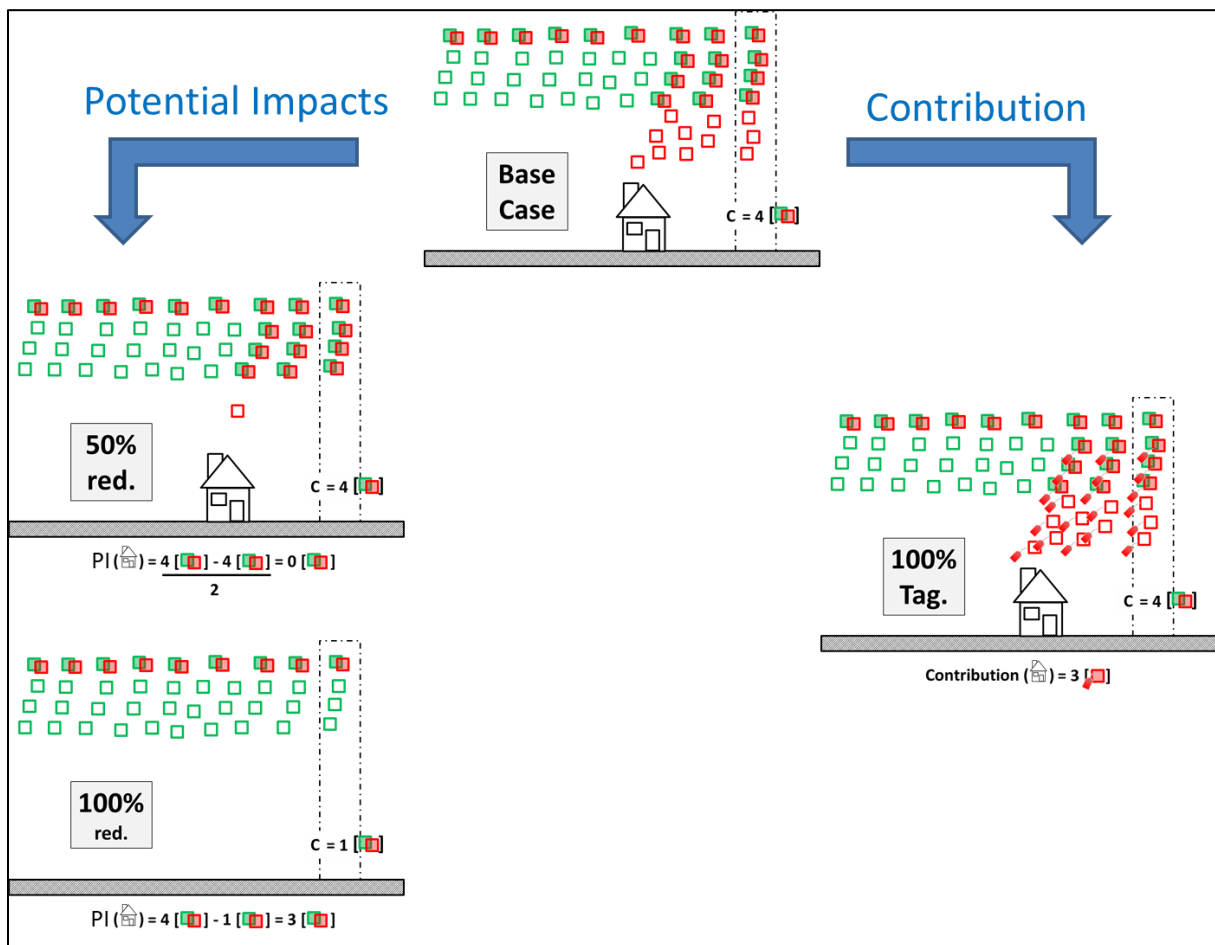 Potential Impacts
Contribution
Base
Case
C = 4 [ ]
50%
red.
C = 4 [ ]
PI ( ) = 4 [ ] - 4 [ ] = 0 [ ]
2
100%
Tag.
C = 4 [ ]
Contribution ( ) = 3 [ ]
100%
red.
C = 1 [ ]
PI ( ) = 4 [ ] - 1 [ ] = 3 [ ]